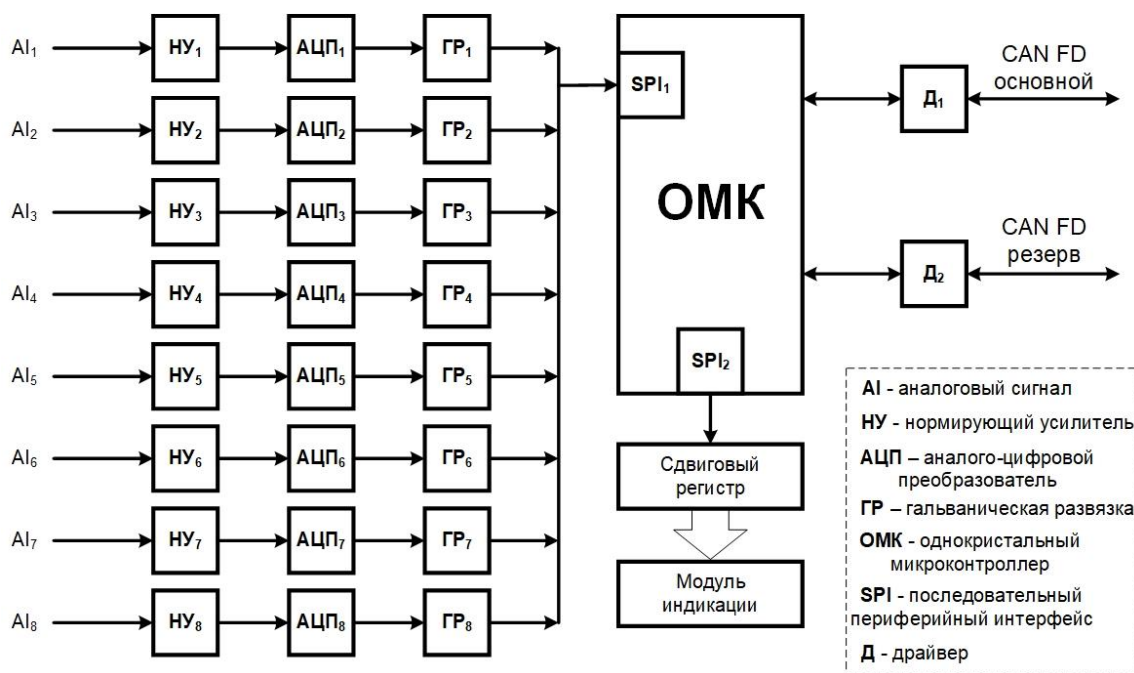 AI₁ НУ₁ АЦП₁ ГР₁
AI₂ НУ₂ АЦП₂ ГР₂
AI₃ НУ₃ АЦП₃ ГР₃
AI₄ НУ₄ АЦП₄ ГР₄
AI₅ НУ₅ АЦП₅ ГР₅
AI₆ НУ₆ АЦП₆ ГР₆
AI₇ НУ₇ АЦП₇ ГР₇
AI₈ НУ₈ АЦП₈ ГР₈
SPI₁
ОМК
SPI₂
Сдвиговый
регистр
Модуль
индикации
Д₁
CAN FD
основной
Д₂
CAN FD
резерв
AI - аналоговый сигнал
НУ - нормирующий усилитель
АЦП – аналого-цифровой
преобразователь
ГР – гальваническая развязка
ОМК - однокристальный
микроконтроллер
SPI - последовательный
периферийный интерфейс
Д - драйвер